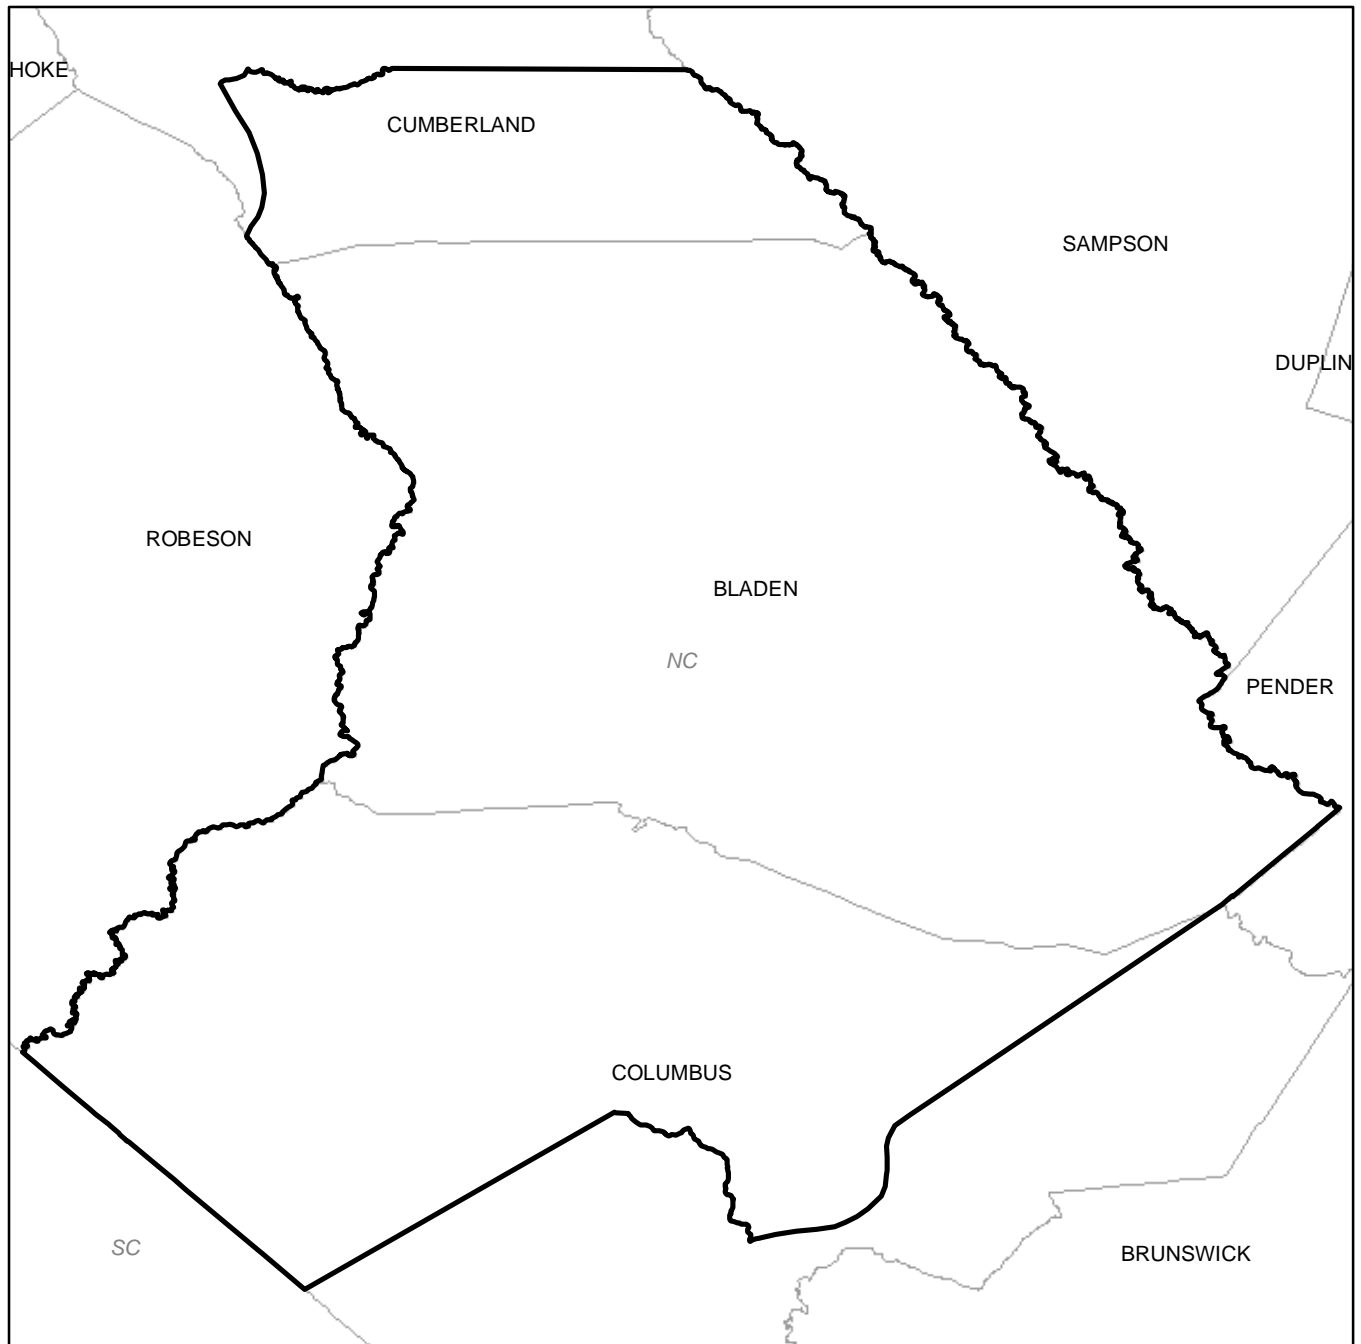 HOKE
CUMBERLAND
SAMPSON
DUPLIN
ROBESON
BLADEN
NC
PENDER
COLUMBUS
SC
BRUNSWICK